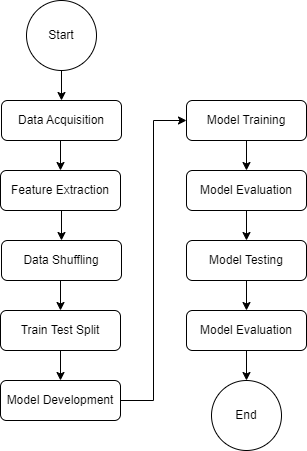 Start
Data Acquisition
Feature Extraction
Data Shuffling
Train Test Split
Model Development
Model Training
Model Evaluation
Model Testing
Model Evaluation
End